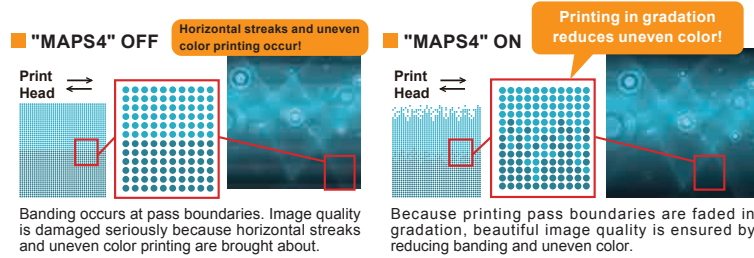 "MAPS4" OFF
Horizontal streaks and uneven
color printing occur!
Print
Head
Banding occurs at pass boundaries. Image quality
is damaged seriously because horizontal streaks
and uneven color printing are brought about.
"MAPS4" ON
Printing in gradation
reduces uneven color!
Print
Head
Because printing pass boundaries are faded in
gradation, beautiful image quality is ensured by
reducing banding and uneven color.